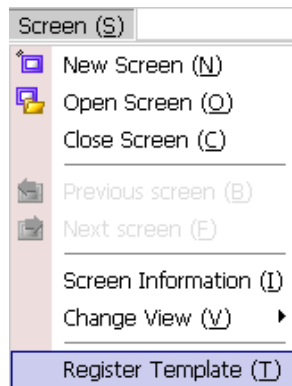 Screen (S)
New Screen (N)
Open Screen (O)
Close Screen (C)
Previous screen (B)
Next screen (F)
Screen Information (I)
Change View (V)
Register Template (T)